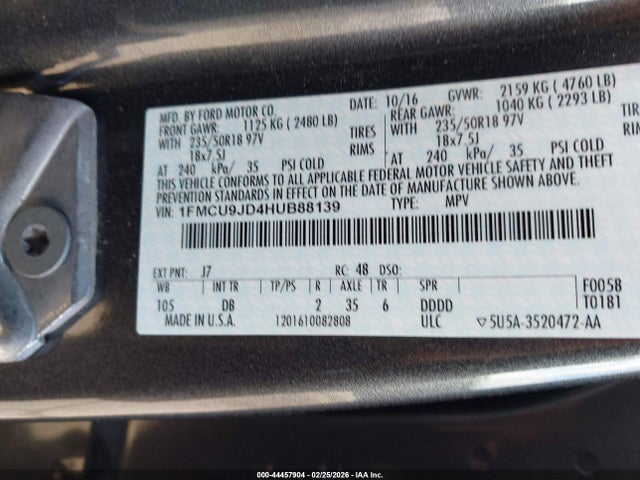 MFD. BY FORD MOTOR CO. DATE: 10/16 GVWR: 2159 KG ( 4760 LB)
FRONT GAWR: 1125 KG ( 2480 LB) REAR GAWR: 1040 KG ( 2293 LB)
WITH 235/50R18 97V TIRES WITH 235/50R18 97V TIRES
18x7.5J RIMS 18x7.5J RIMS
AT 240 kPa/ 35 PSI COLD AT 240 kPa/ 35 PSI COLD
THIS VEHICLE CONFORMS TO ALL APPLICABLE FEDERAL MOTOR VEHICLE SAFETY AND THEFT
PREVENTION STANDARDS IN EFFECT ON THE DATE OF MANUFACTURE SHOWN ABOVE.
VIN: 1FMCU9JD4HUB88139 TYPE: MPV
EXT PNT: J7 RC: 48 DSO:
WB INT TR TP/PS R AXLE TR SPR F0058
105 DB 2 35 6 DDDD T0181
MADE IN U.S.A. 1201610082808 ULC ▽5U5A-3520472-AA
000-44457904 - 02/25/2026 - IAA Inc.